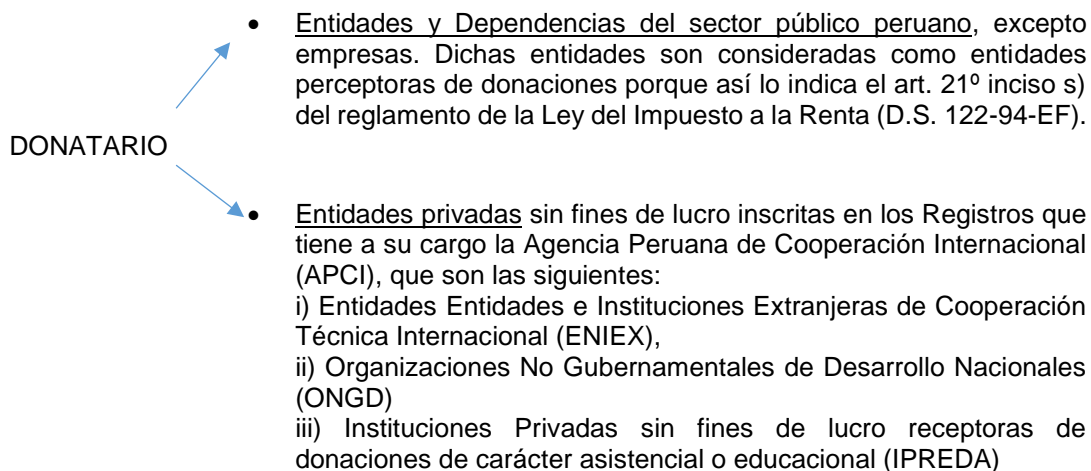 • Entidades y Dependencias del sector público peruano, excepto
empresas. Dichas entidades son consideradas como entidades
perceptoras de donaciones porque así lo indica el art. 21º inciso s)
del reglamento de la Ley del Impuesto a la Renta (D.S. 122-94-EF).
DONATARIO
• Entidades privadas sin fines de lucro inscritas en los Registros que
tiene a su cargo la Agencia Peruana de Cooperación Internacional
(APCI), que son las siguientes:
i) Entidades Entidades e Instituciones Extranjeras de Cooperación
Técnica Internacional (ENIEX),
ii) Organizaciones No Gubernamentales de Desarrollo Nacionales
(ONGD)
iii) Instituciones Privadas sin fines de lucro receptoras de
donaciones de carácter asistencial o educacional (IPREDA)